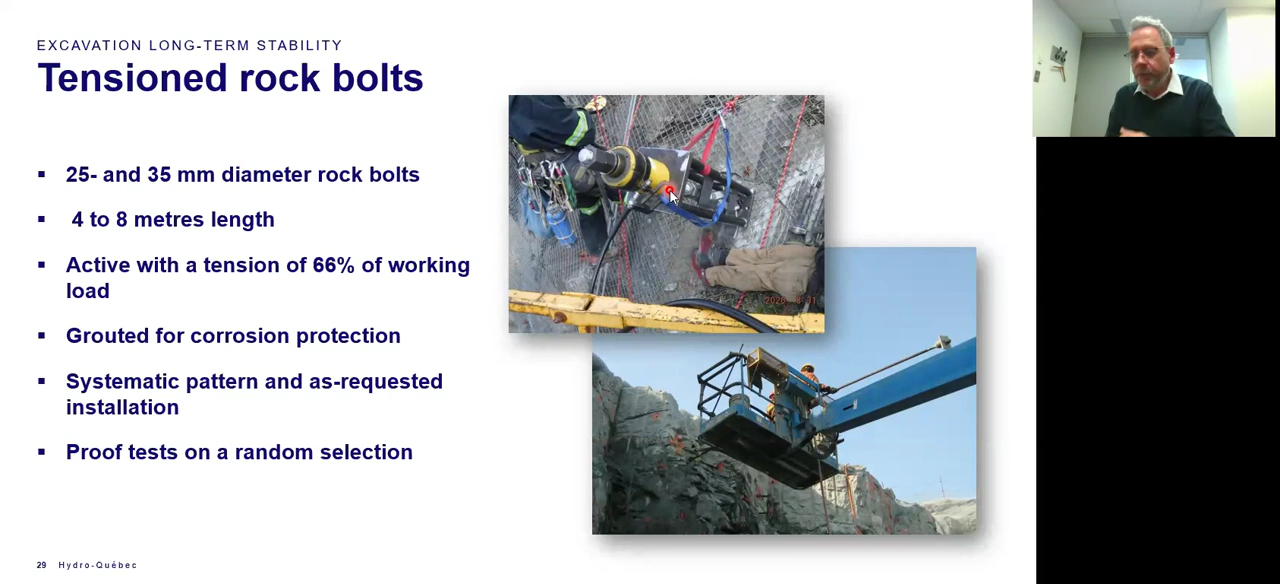 EXCAVATION LONG-TERM STABILITY
Tensioned rock bolts
▪ 25- and 35 mm diameter rock bolts
▪ 4 to 8 metres length
▪ Active with a tension of 66% of working
load
▪ Grouted for corrosion protection
▪ Systematic pattern and as-requested
installation
▪ Proof tests on a random selection
29 Hydro-Québec